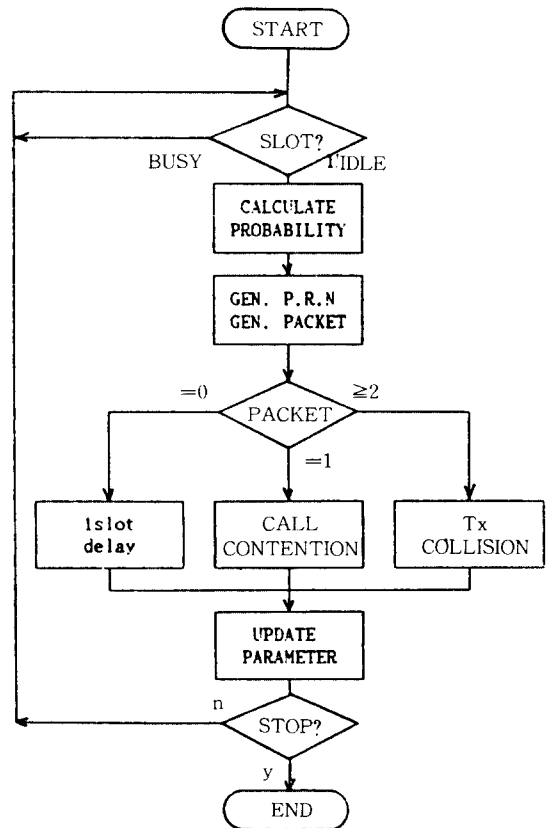 START
SLOT?
BUSY
IDLE
CALCULATE
PROBABILITY
GEN. P.R.N
GEN. PACKET
=0
PACKET
≧2
=1
1slot
delay
CALL
CONTENTION
Tx
COLLISION
UPDATE
PARAMETER
n
STOP?
y
END